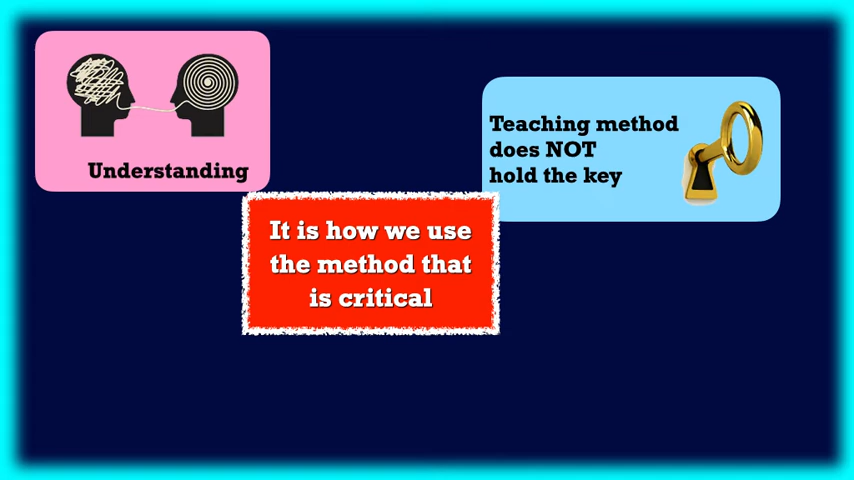 Understanding
Teaching method
does NOT
hold the key
It is how we use
the method that
is critical